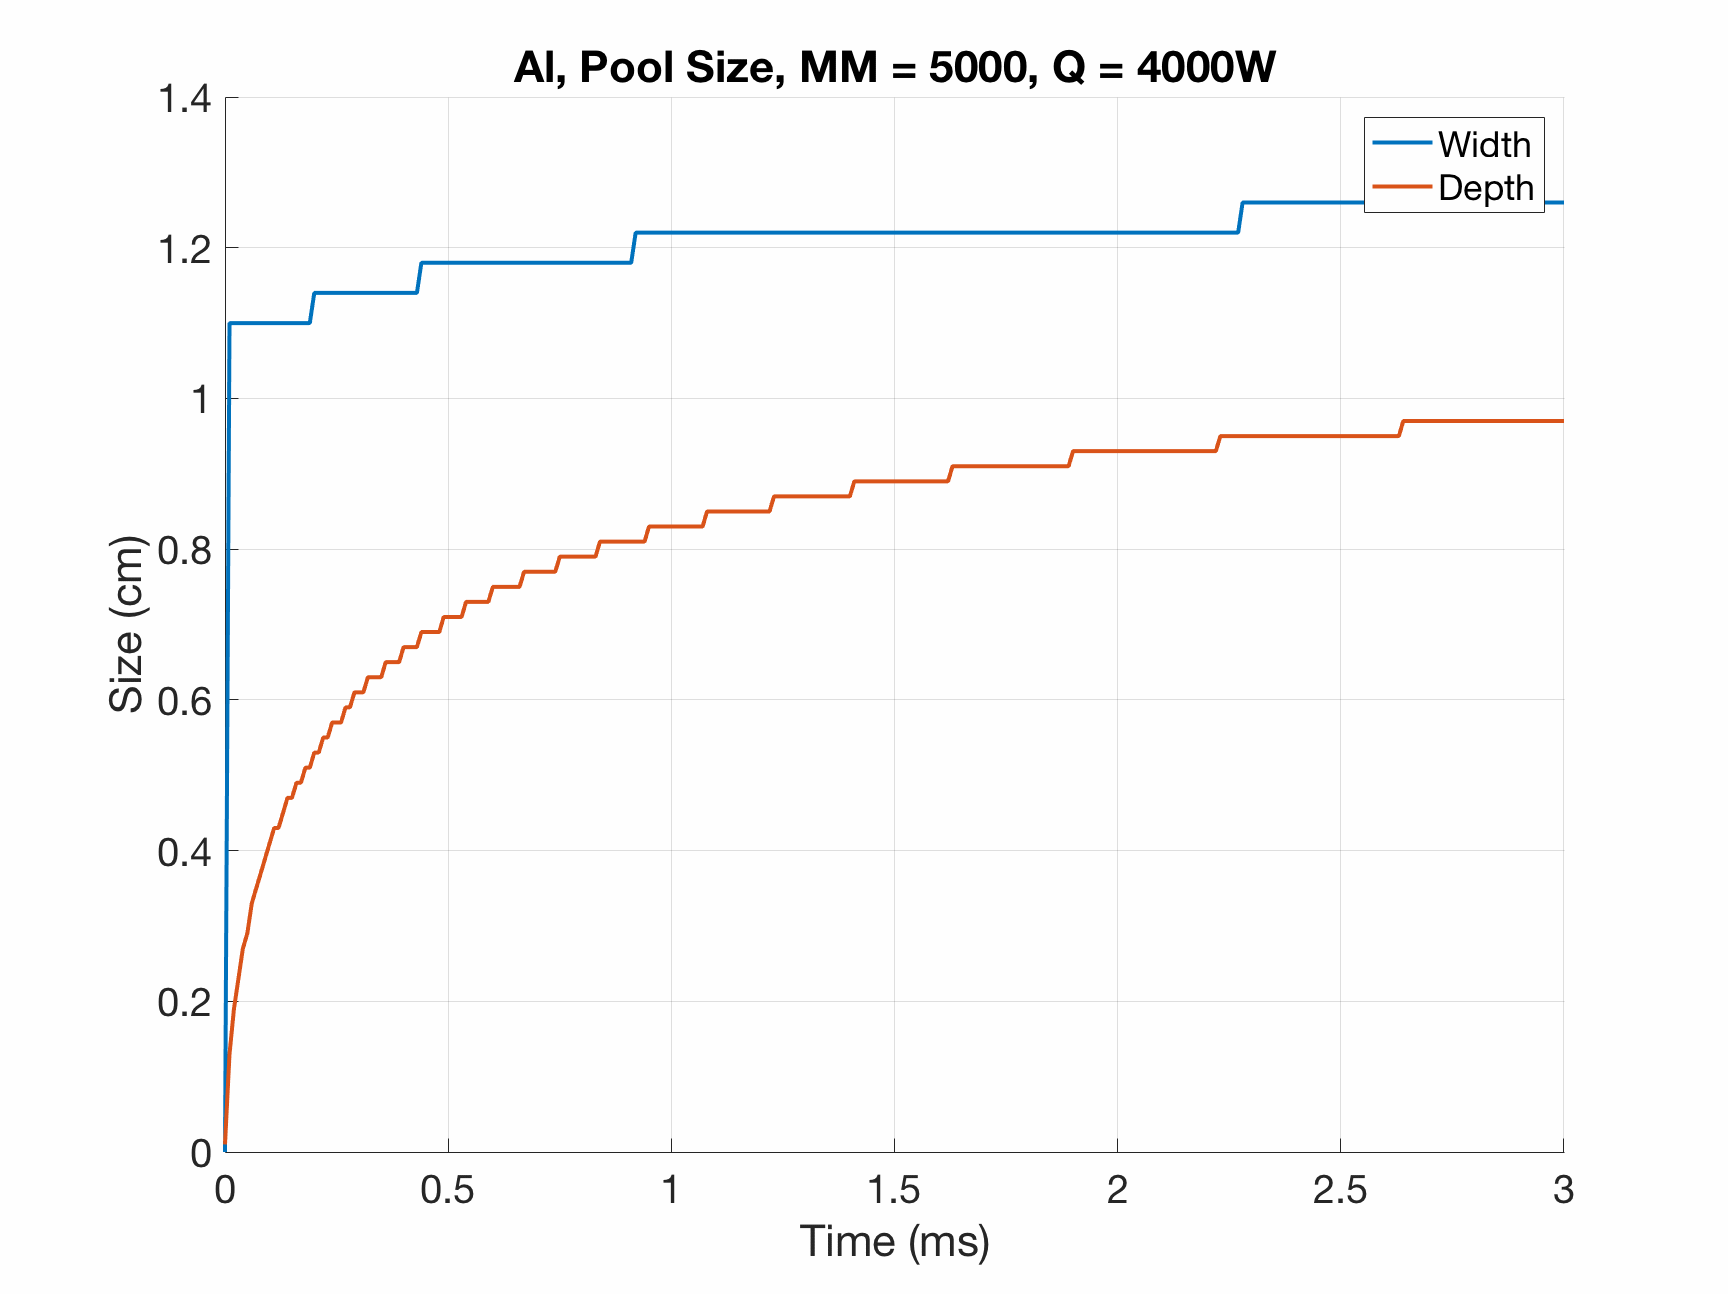 Al, Pool Size, MM = 5000, Q = 4000W
1.4
1.2
1
0.8
0.6
0.4
0.2
0
Size (cm)
Width
Depth
0 0.5 1 1.5 2 2.5 3
Time (ms)